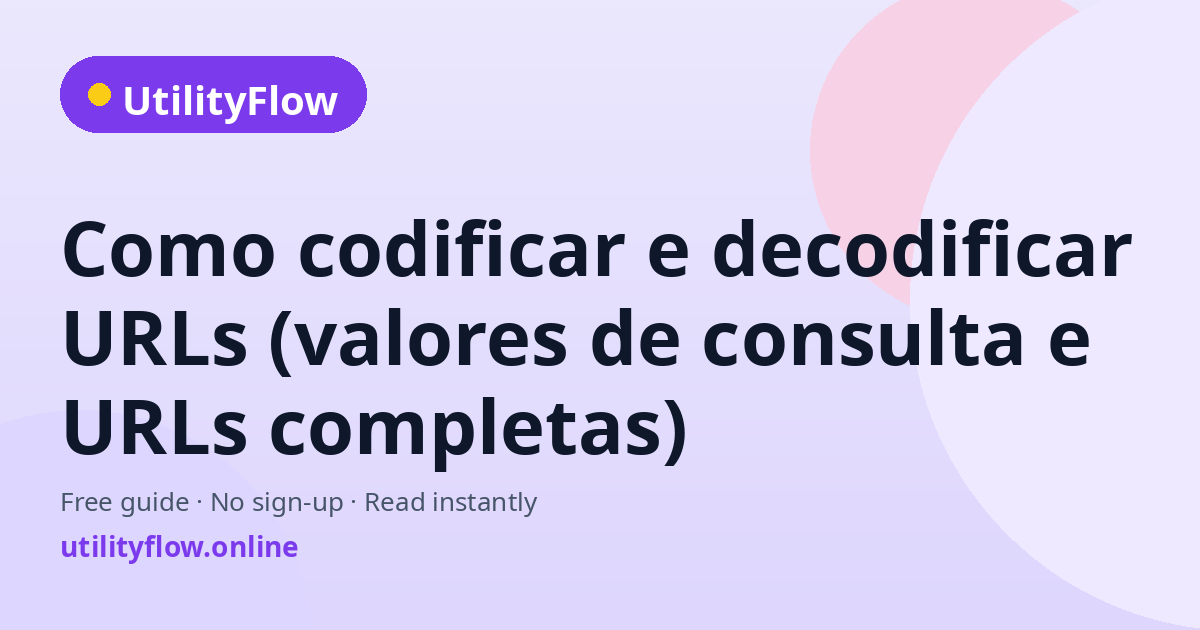 UtilityFlow
Como codificar e decodificar
URLs (valores de consulta e
URLs completas)
Free guide · No sign-up · Read instantly
utilityflow.online